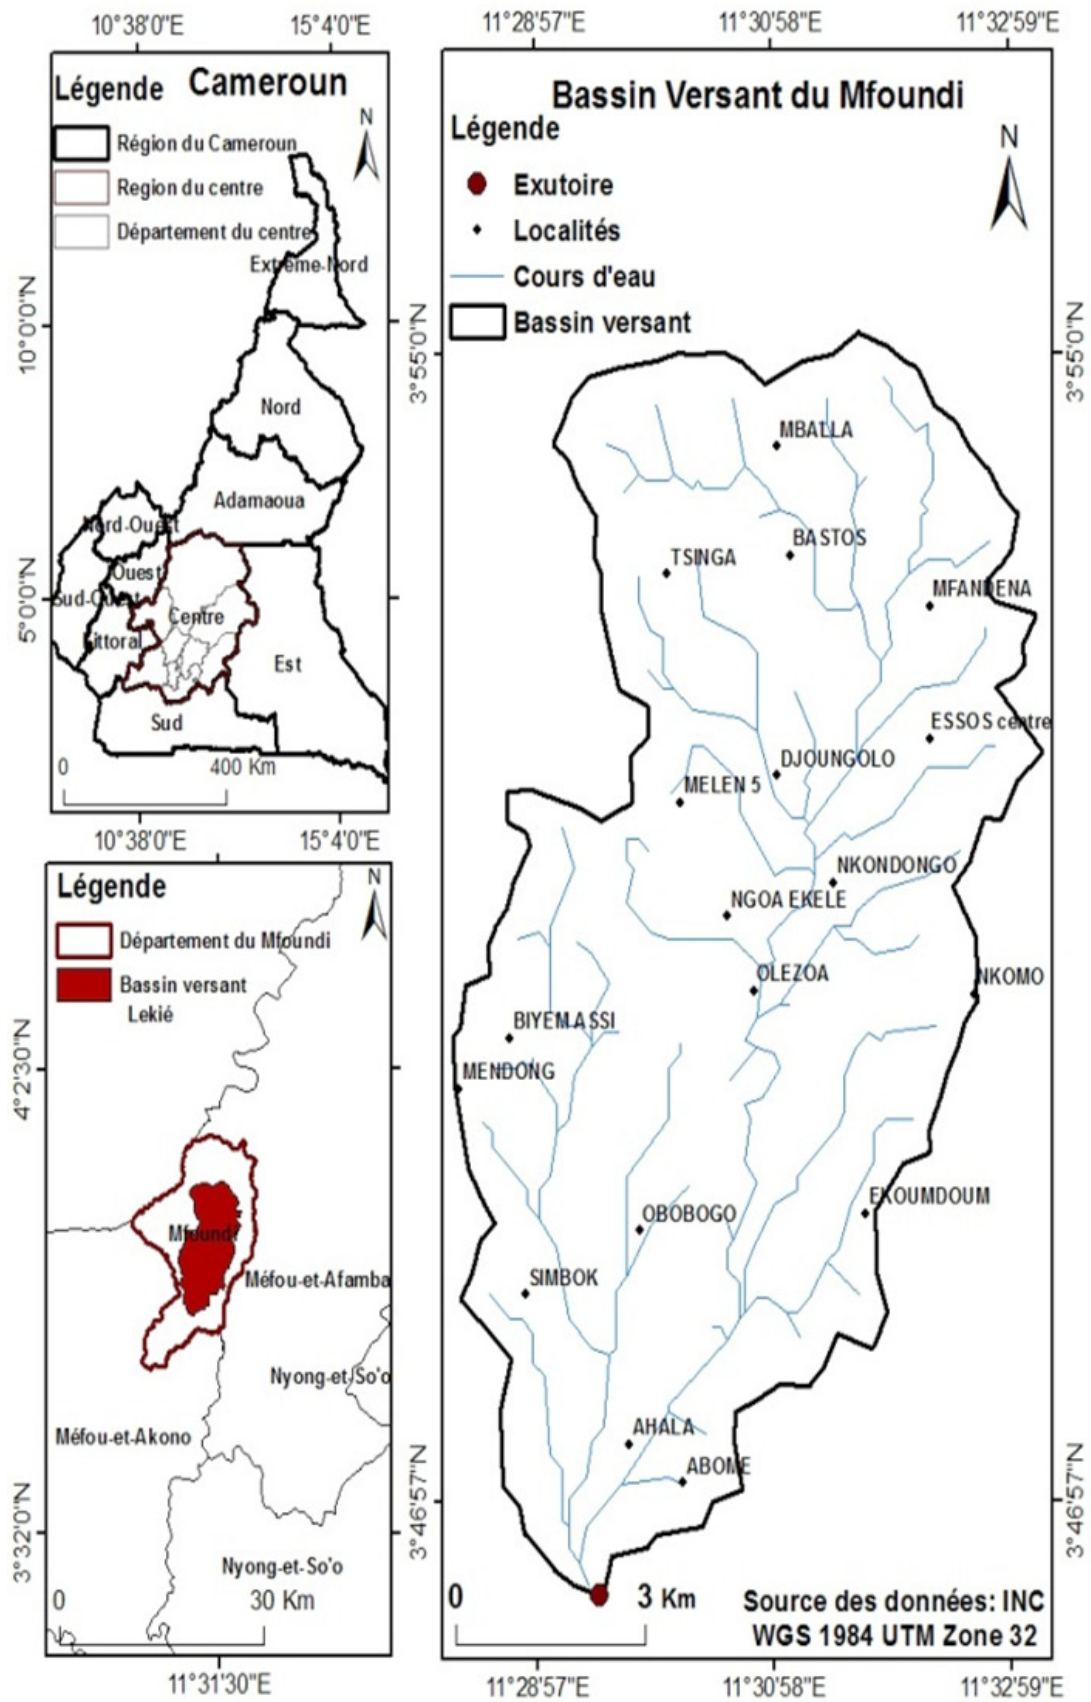 10°38'0"E
15°4'0"E
Légende
Cameroun
N
Région du Cameroun
Region du centre
Département du centre
Extrême-Nord
10°0'0"N
Nord
Adamaoua
Nord-Ouest
Ouest
Sud-Ouest
5°0'0"N
Centre
Littoral
Est
Sud
0
400 Km
10°38'0"E
15°4'0"E
Légende
N
Département du Mfoundi
Bassin versant
Lekié
4°2'30"N
Mfoundi
Méfou-et-Afamba
Nyong-et-So'o
Méfou-et-Akono
3°32'0"N
Nyong-et-So'o
0
30 Km
11°31'30"E
11°28'57"E
11°30'58"E
11°32'59"E
Bassin Versant du Mfoundi
Légende
N
Exutoire
Localités
Cours d'eau
Bassin versant
3°55'0"N
3°55'0"N
MBALLA
BASTOS
TSINGA
MFANDENA
ESSOS centre
DJOUNGOLO
MELEN 5
NKONDONGO
NGOA EKELE
OLEZOA
NKOMO
BIYEM ASSI
MENDONG
EKOUMDOUM
OBOBOGO
SIMBOK
AHALA
ABOME
3°46'57"N
3°46'57"N
0
3 Km
Source des données: INC
WGS 1984 UTM Zone 32
11°28'57"E
11°30'58"E
11°32'59"E